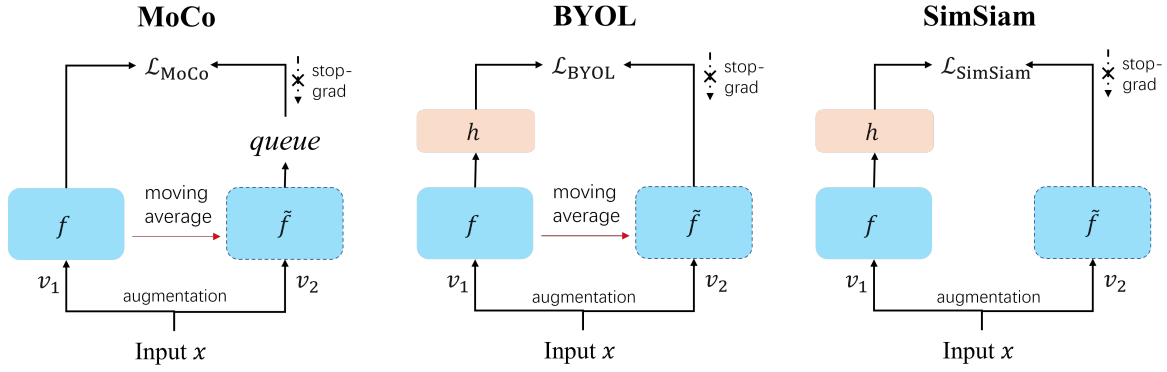 MoCo
ℒ_MoCo
stop-
grad
queue
moving
average
f
f̃
v₁
augmentation
v₂
Input x
BYOL
ℒ_BYOL
stop-
grad
h
moving
average
f
f̃
v₁
augmentation
v₂
Input x
SimSiam
ℒ_SimSiam
stop-
grad
h
f
f̃
v₁
augmentation
v₂
Input x